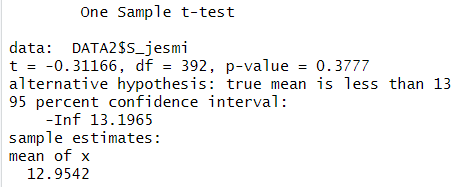 One Sample t-test
data:  DATA2$S_jesmi
t = -0.31166, df = 392, p-value = 0.3777
alternative hypothesis: true mean is less than 13
95 percent confidence interval:
-Inf 13.1965
sample estimates:
mean of x
12.9542